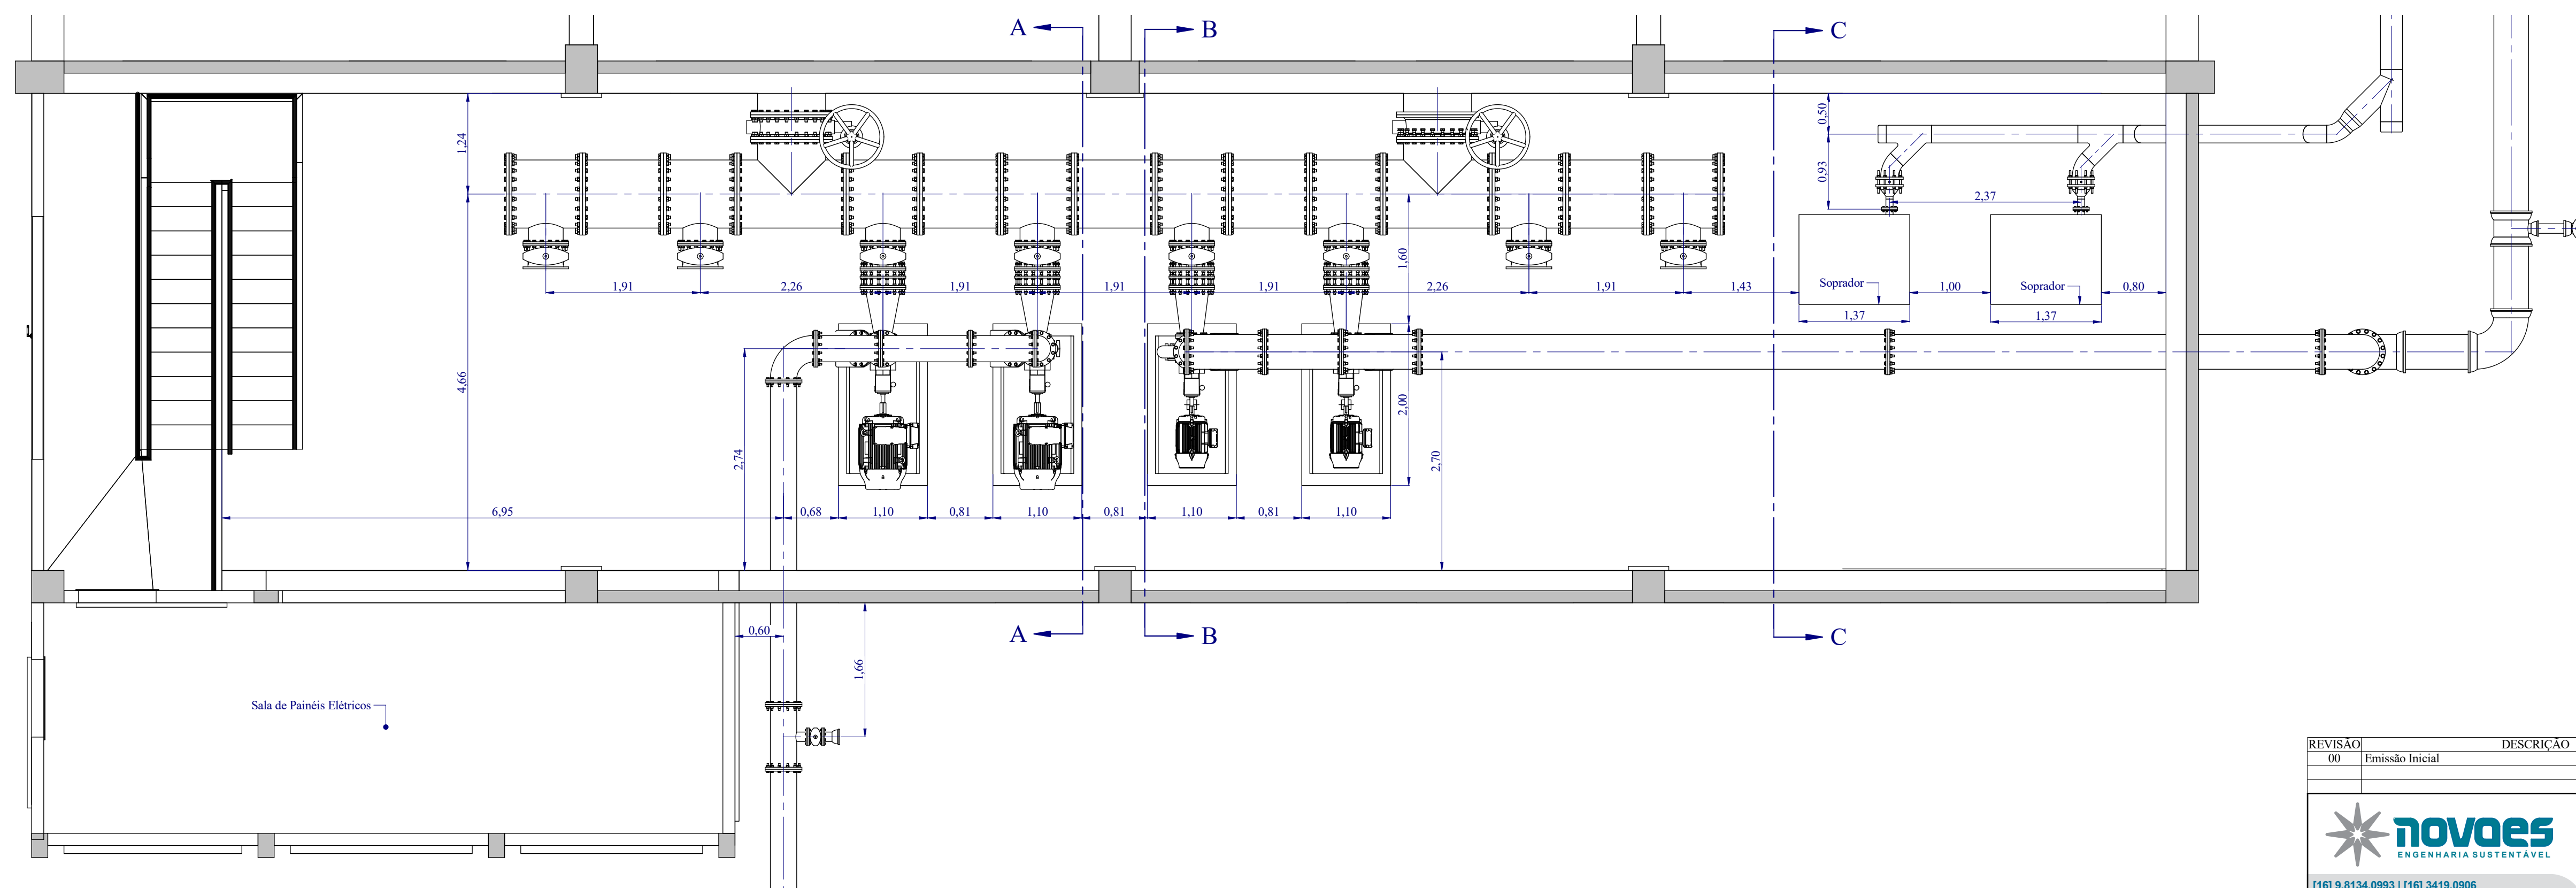 A
B
C
1,24
0,50
0,93
2,37
1,60
1,91
2,26
1,91
1,91
1,91
2,26
1,91
1,43
Soprador
1,00
Soprador
0,80
1,37
1,37
4,66
2,74
2,00
2,70
6,95
0,68
1,10
0,81
1,10
0,81
1,10
0,81
1,10
A
B
C
0,60
1,66
Sala de Painéis Elétricos
REVISÃO DESCRIÇÃO
00 Emissão Inicial
novaes
ENGENHARIA SUSTENTÁVEL
[16] 9.8134.0993 | [16] 3419.0906